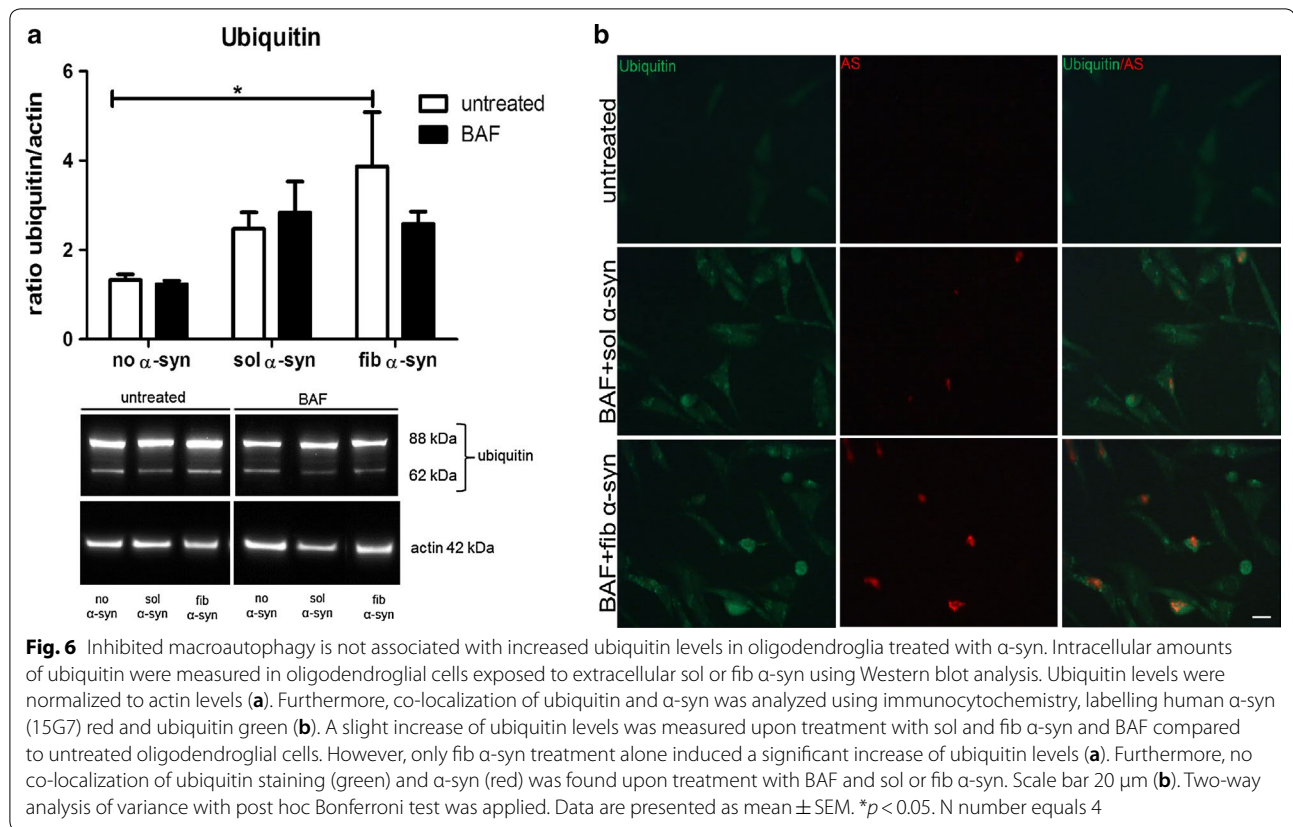 a
Ubiquitin
ratio ubiquitin/actin
6
4
2
0
*
untreated
BAF
no α-syn
sol α-syn
fib α-syn
untreated
BAF
88 kDa
62 kDa
ubiquitin
actin 42 kDa
no α-syn
sol α-syn
fib α-syn
no α-syn
sol α-syn
fib α-syn
b
Ubiquitin
AS
Ubiquitin/AS
untreated
BAF+sol α-syn
BAF+fib α-syn
Fig. 6 Inhibited macroautophagy is not associated with increased ubiquitin levels in oligodendroglia treated with α-syn. Intracellular amounts
of ubiquitin were measured in oligodendroglial cells exposed to extracellular sol or fib α-syn using Western blot analysis. Ubiquitin levels were
normalized to actin levels (a). Furthermore, co-localization of ubiquitin and α-syn was analyzed using immunocytochemistry, labelling human α-syn
(15G7) red and ubiquitin green (b). A slight increase of ubiquitin levels was measured upon treatment with sol and fib α-syn and BAF compared
to untreated oligodendroglial cells. However, only fib α-syn treatment alone induced a significant increase of ubiquitin levels (a). Furthermore, no
co-localization of ubiquitin staining (green) and α-syn (red) was found upon treatment with BAF and sol or fib α-syn. Scale bar 20 μm (b). Two-way
analysis of variance with post hoc Bonferroni test was applied. Data are presented as mean ± SEM. *p < 0.05. N number equals 4